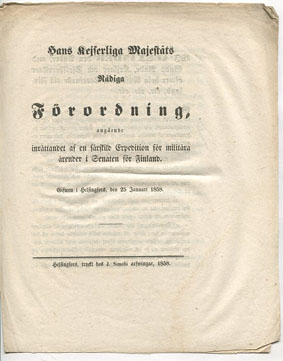 Hans Kejserliga Majestäts
Nådiga
Förordning,
angående
inrättandet af en särskild Expedition för militära
ärender i Senaten för Finland.
Gifwen i Helsingfors, den 25 Januari 1858.
Helsingfors, tryckt hos J. Simelii arfwingar, 1858.